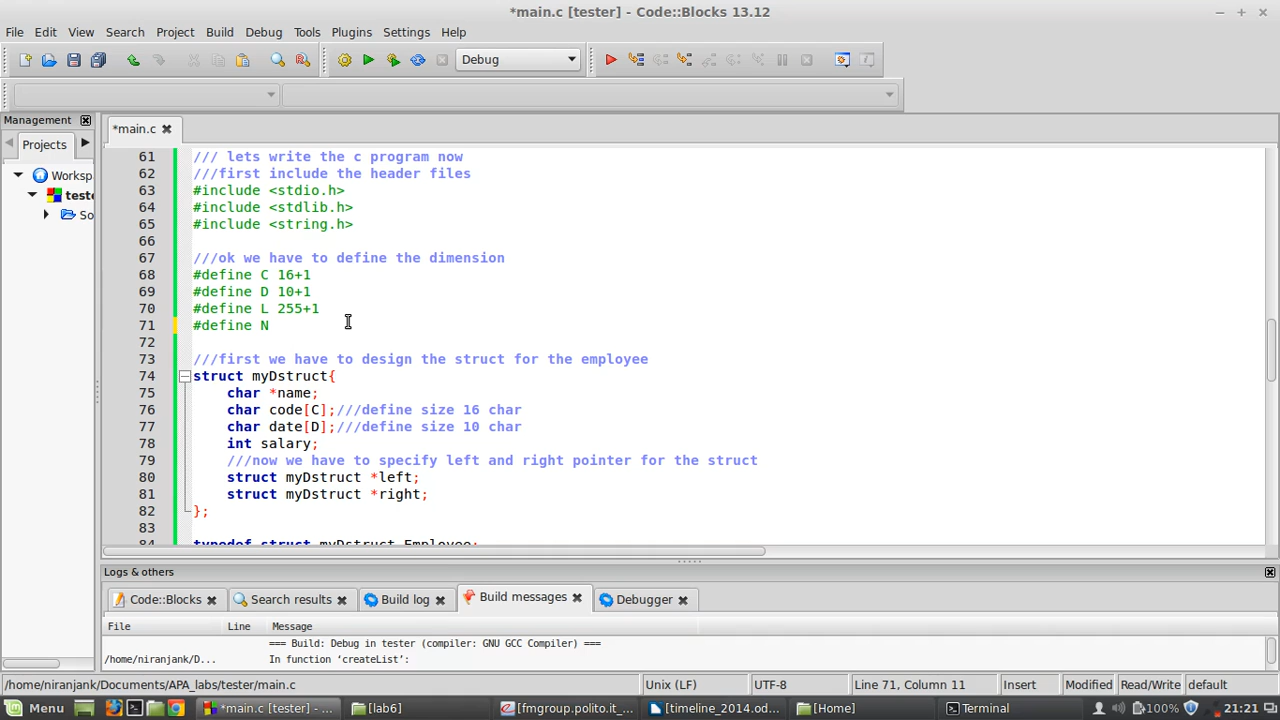 *main.c [tester] - Code::Blocks 13.12
File Edit View Search Project Build Debug Tools Plugins Settings Help
Debug
Management
Projects
Worksp
teste
So
*main.c
61 /// lets write the c program now
62 ///first include the header files
63 #include <stdio.h>
64 #include <stdlib.h>
65 #include <string.h>
66
67 ///ok we have to define the dimension
68 #define C 16+1
69 #define D 10+1
70 #define L 255+1
71 #define N
72
73 ///first we have to design the struct for the employee
74 struct myDstruct{
75 char *name;
76 char code[C];///define size 16 char
77 char date[D];///define size 10 char
78 int salary;
79 ///now we have to specify left and right pointer for the struct
80 struct myDstruct *left;
81 struct myDstruct *right;
82 };
83
84 typedef struct myDstruct Employee;
Logs & others
Code::Blocks Search results Build log Build messages Debugger
File Line Message
=== Build: Debug in tester (compiler: GNU GCC Compiler) ===
/home/niranjank/D... In function ‘createList’:
/home/niranjank/Documents/APA_labs/tester/main.c Unix (LF) UTF-8 Line 71, Column 11 Insert Modified Read/Write default
Menu *main.c [tester] - ... [lab6] [fmgroup.polito.it_... [timeline_2014.od... [Home] Terminal 100% 21:21